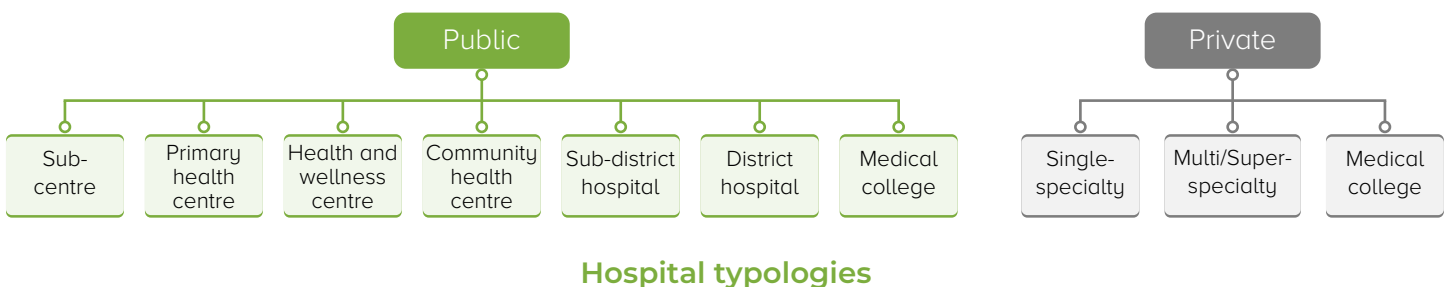 Public
Private
Sub-
centre
Primary
health
centre
Health and
wellness
centre
Community
health
centre
Sub-district
hospital
District
hospital
Medical
college
Single-
specialty
Multi/Super-
specialty
Medical
college
Hospital typologies